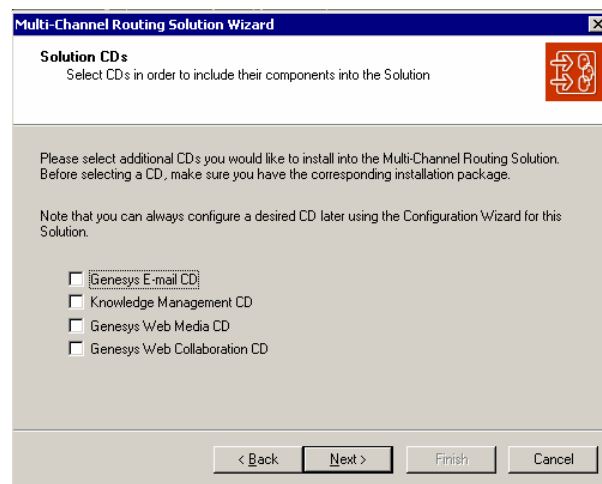 Multi-Channel Routing Solution Wizard
Solution CDs
Select CDs in order to include their components into the Solution
Please select additional CDs you would like to install into the Multi-Channel Routing Solution.
Before selecting a CD, make sure you have the corresponding installation package.
Note that you can always configure a desired CD later using the Configuration Wizard for this
Solution.
Genesys E-mail CD
Knowledge Management CD
Genesys Web Media CD
Genesys Web Collaboration CD
< Back
Next >
Finish
Cancel